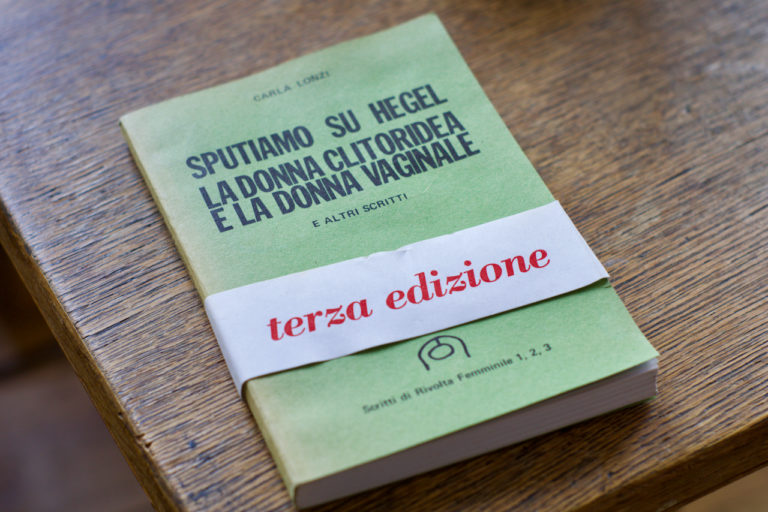 CARLA LONZI
SPUTIAMO SU HEGEL
LA DONNA CLITORIDEA
E LA DONNA VAGINALE
E ALTRI SCRITTI
terza edizione
Scritti di Rivolta Femminile 1, 2, 3